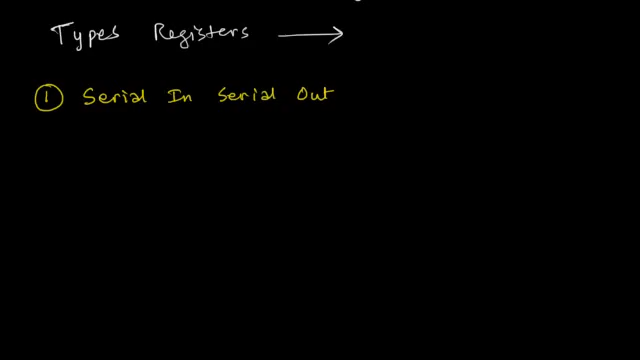 Types Registers →
① Serial In Serial Out